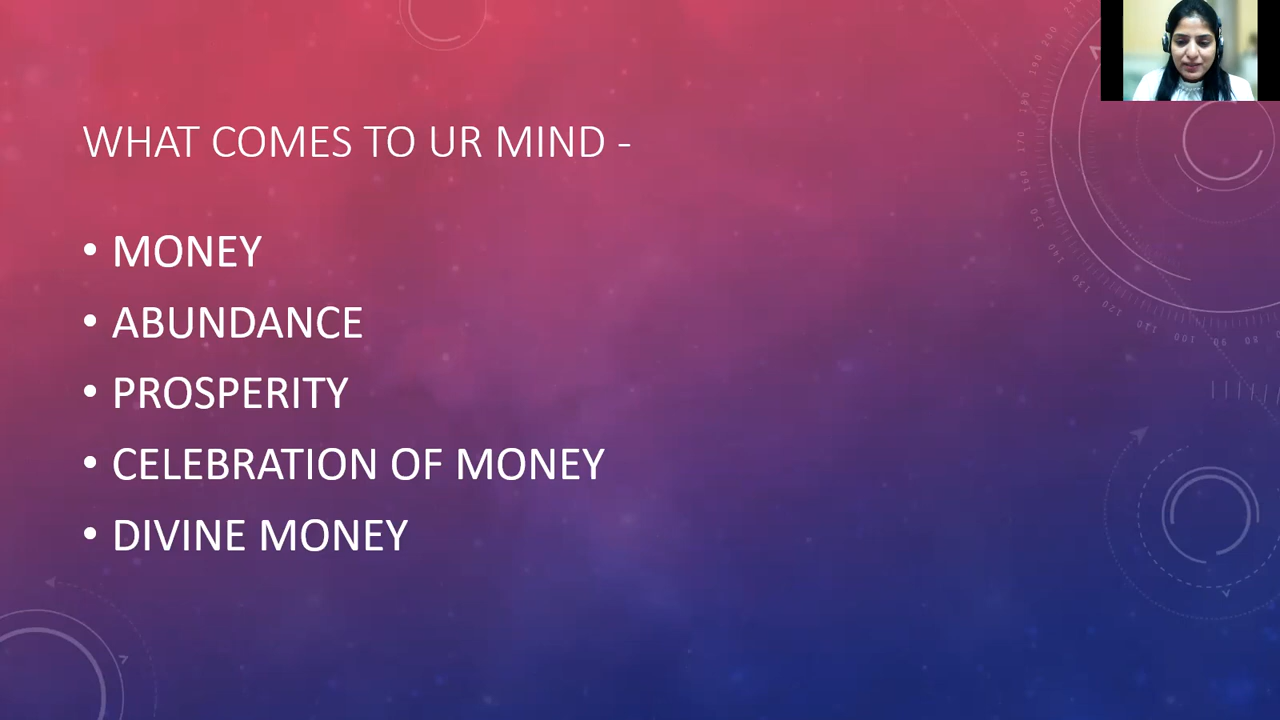 WHAT COMES TO UR MIND -
• MONEY
• ABUNDANCE
• PROSPERITY
• CELEBRATION OF MONEY
• DIVINE MONEY